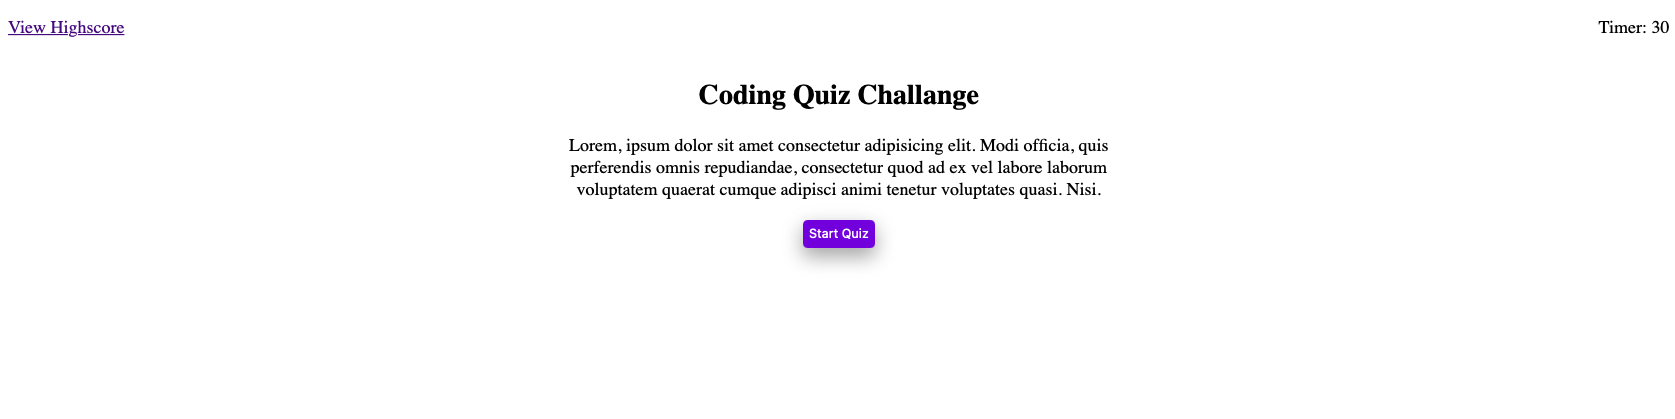 View Highscore
Timer: 30
Coding Quiz Challange
Lorem, ipsum dolor sit amet consectetur adipisicing elit. Modi officia, quis
perferendis omnis repudiandae, consectetur quod ad ex vel labore laborum
voluptatem quaerat cumque adipisci animi tenetur voluptates quasi. Nisi.
Start Quiz